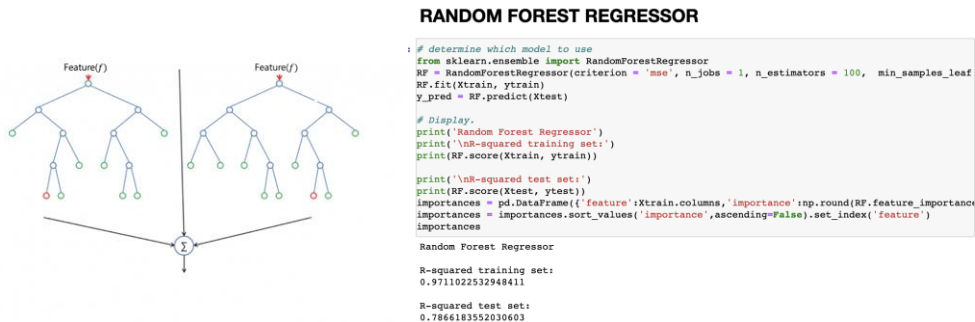 RANDOM FOREST REGRESSOR
Feature(f)
Feature(f)
Σ
: # determine which model to use
from sklearn.ensemble import RandomForestRegressor
RF = RandomForestRegressor(criterion = 'mse', n_jobs = 1, n_estimators = 100, min_samples_leaf
RF.fit(Xtrain, ytrain)
y_pred = RF.predict(Xtest)
# Display.
print('Random Forest Regressor')
print('\nR-squared training set:')
print(RF.score(Xtrain, ytrain))
print('\nR-squared test set:')
print(RF.score(Xtest, ytest))
importances = pd.DataFrame({'feature':Xtrain.columns,'importance':np.round(RF.feature_importance
importances = importances.sort_values('importance',ascending=False).set_index('feature')
importances
Random Forest Regressor
R-squared training set:
0.9711022532948411
R-squared test set:
0.7866183552030603